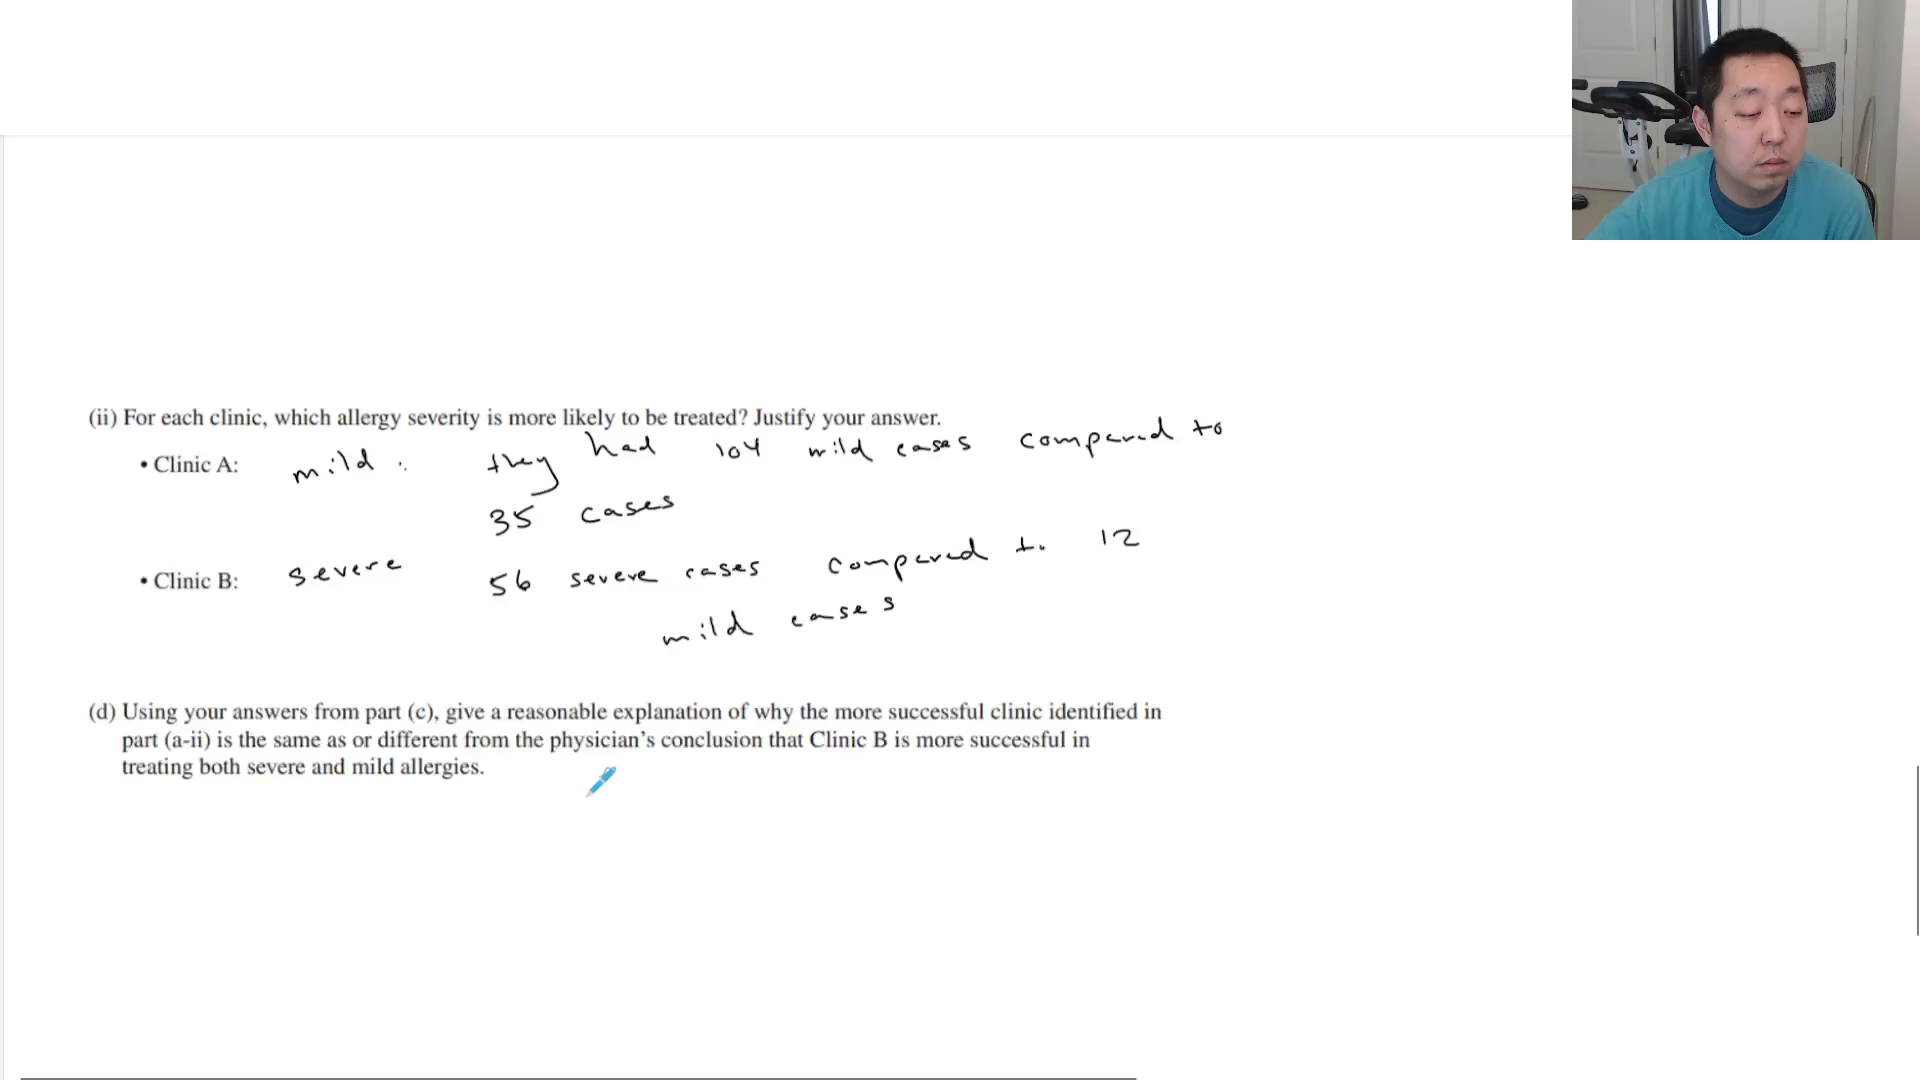 (ii) For each clinic, which allergy severity is more likely to be treated? Justify your answer.
• Clinic A: mild. they had 104 mild cases compared to
35 cases
• Clinic B: severe 56 severe cases compared to 12
mild cases
(d) Using your answers from part (c), give a reasonable explanation of why the more successful clinic identified in
part (a-ii) is the same as or different from the physician's conclusion that Clinic B is more successful in
treating both severe and mild allergies.